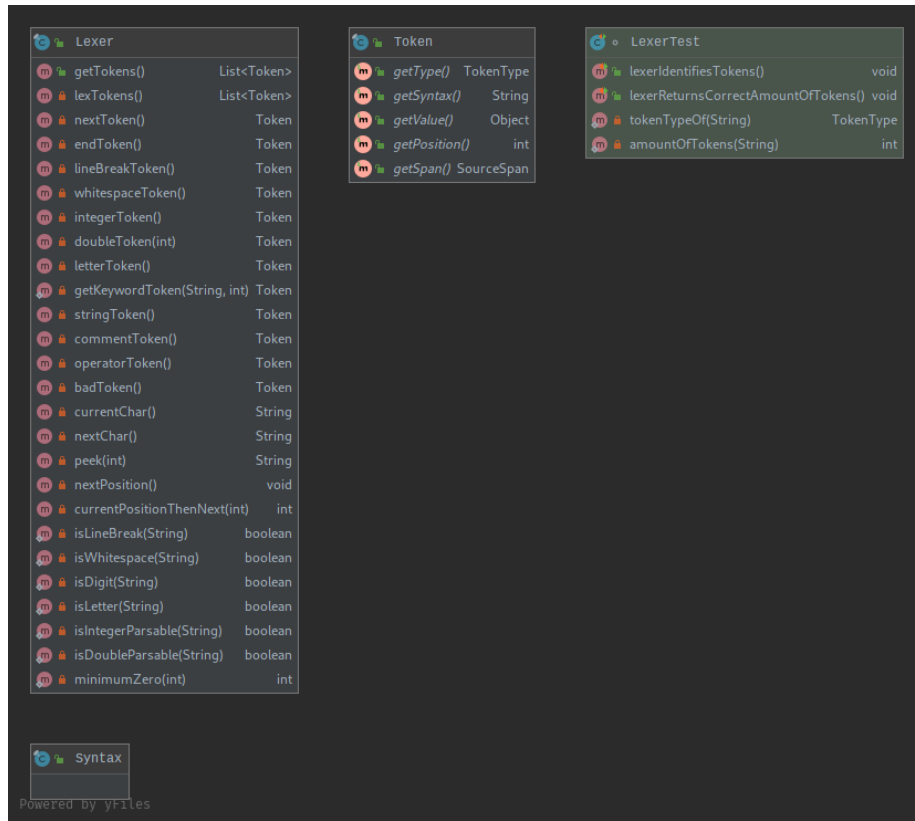 Lexer
getTokens() List<Token>
lexTokens() List<Token>
nextToken() Token
endToken() Token
lineBreakToken() Token
whitespaceToken() Token
integerToken() Token
doubleToken(int) Token
letterToken() Token
getKeywordToken(String, int) Token
stringToken() Token
commentToken() Token
operatorToken() Token
badToken() Token
currentChar() String
nextChar() String
peek(int) String
nextPosition() void
currentPositionThenNext(int) int
isLineBreak(String) boolean
isWhitespace(String) boolean
isDigit(String) boolean
isLetter(String) boolean
isIntegerParsable(String) boolean
isDoubleParsable(String) boolean
minimumZero(int) int
Token
getType() TokenType
getSyntax() String
getValue() Object
getPosition() int
getSpan() SourceSpan
LexerTest
lexerIdentifiesTokens() void
lexerReturnsCorrectAmountOfTokens() void
tokenTypeOf(String) TokenType
amountOfTokens(String) int
Syntax
Powered by yFiles